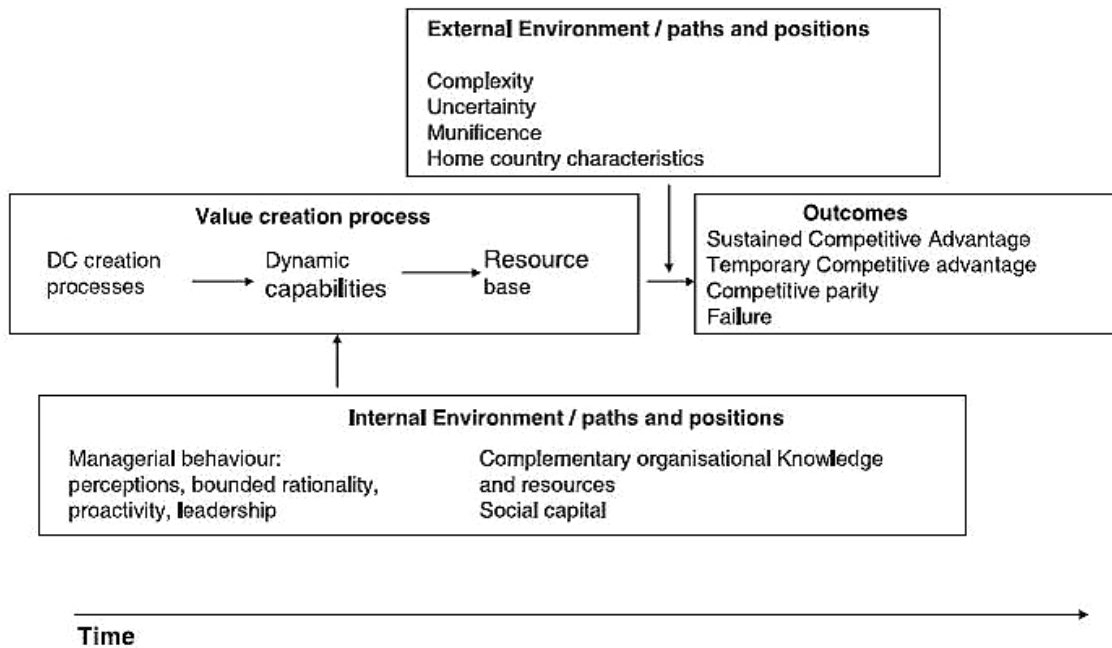 External Environment / paths and positions
Complexity
Uncertainty
Munificence
Home country characteristics
Value creation process
DC creation
processes
Dynamic
capabilities
Resource
base
Outcomes
Sustained Competitive Advantage
Temporary Competitive advantage
Competitive parity
Failure
Internal Environment / paths and positions
Managerial behaviour:
perceptions, bounded rationality,
proactivity, leadership
Complementary organisational Knowledge
and resources
Social capital
Time